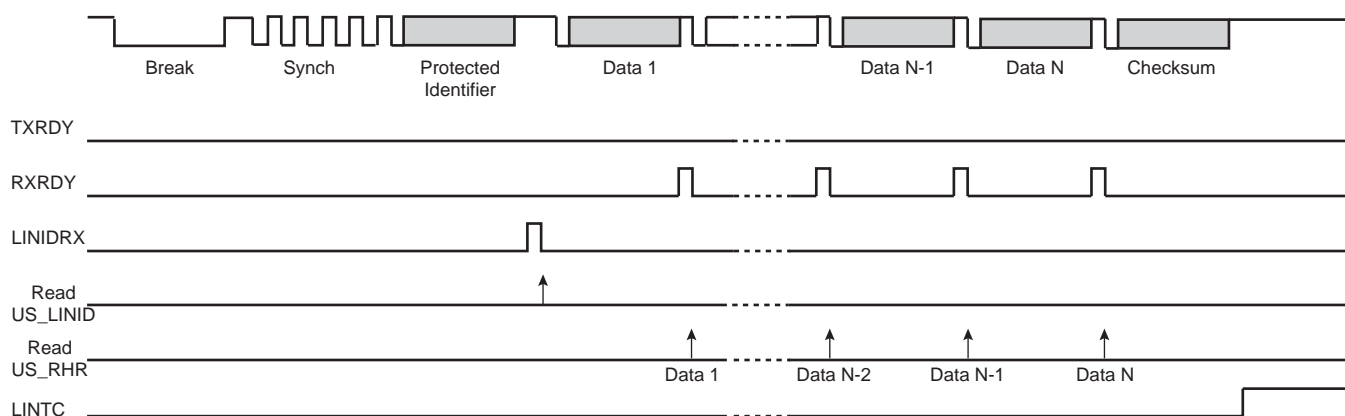 Break
Synch
Protected
Identifier
Data 1
Data N-1
Data N
Checksum
TXRDY
RXRDY
LINIDRX
Read
US_LINID
Read
US_RHR
Data 1
Data N-2
Data N-1
Data N
LINTC